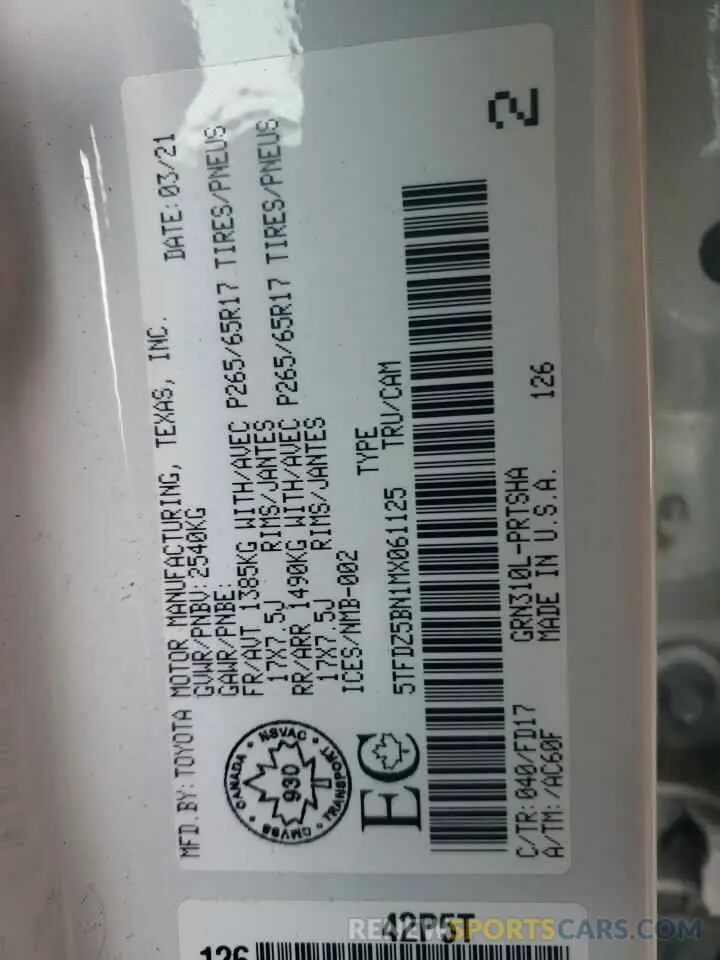 MFD.BY: TOYOTA MOTOR MANUFACTURING, TEXAS, INC. DATE: 03/21
GVWR/PNBV: 2540KG
GAWR/PNBE:
FR/AVT 1385KG WITH/AVEC P265/65R17 TIRES/PNEUS
17X7.5J RIMS/JANTES
RR/ARR 1490KG WITH/AVEC P265/65R17 TIRES/PNEUS
17X7.5J RIMS/JANTES
ICES/NMB-002
TYPE
5TFDZ5BN1MX061125 TRU/CAM
CANADA NSVAC TRANSPORT CMVSS
930
EC
2
C/TR: 040/FD17 GRN310L-PRTSHA 126
A/TM: /AC60F MADE IN U.S.A.
42P5T
126
RENEWSPORTSCARS.COM